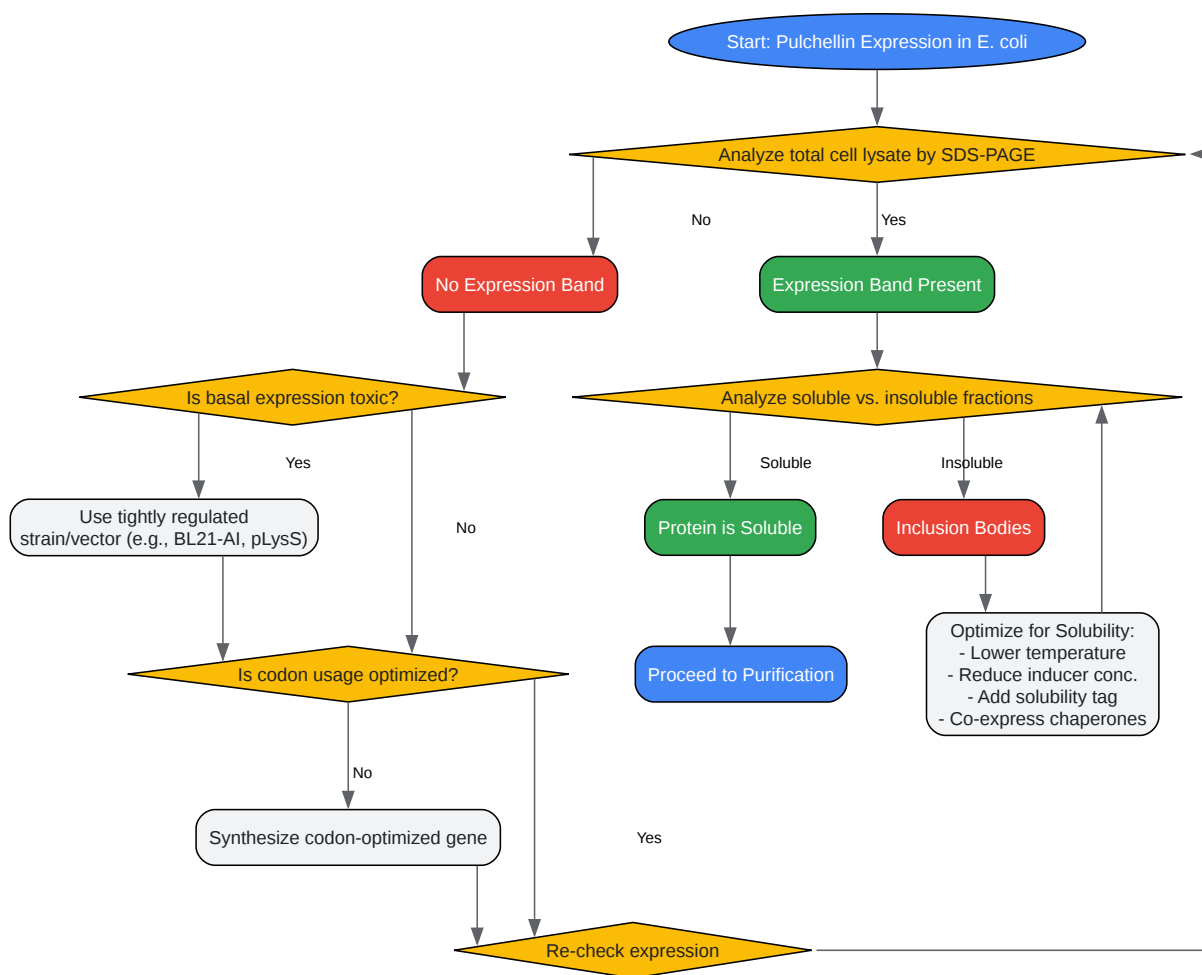 Start: Pulchellin Expression in E. coli
Analyze total cell lysate by SDS-PAGE
No
Yes
No Expression Band
Expression Band Present
Is basal expression toxic?
Analyze soluble vs. insoluble fractions
Yes
No
Soluble
Insoluble
Use tightly regulated
strain/vector (e.g., BL21-AI, pLysS)
Protein is Soluble
Inclusion Bodies
Is codon usage optimized?
Proceed to Purification
Optimize for Solubility:
- Lower temperature
- Reduce inducer conc.
- Add solubility tag
- Co-express chaperones
No
Yes
Synthesize codon-optimized gene
Re-check expression